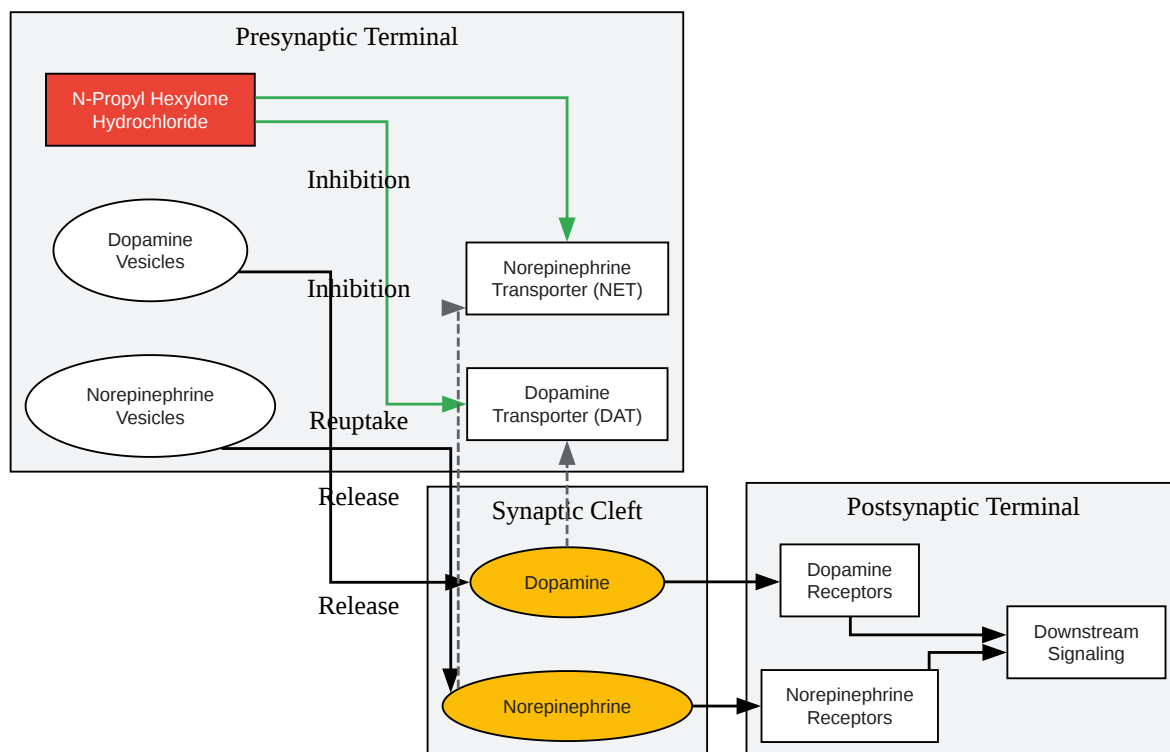 Presynaptic Terminal
N-Propyl Hexylone
Hydrochloride
Inhibition
Dopamine
Vesicles
Norepinephrine
Transporter (NET)
Inhibition
Norepinephrine
Vesicles
Dopamine
Transporter (DAT)
Reuptake
Release
Synaptic Cleft
Postsynaptic Terminal
Dopamine
Dopamine
Receptors
Release
Downstream
Signaling
Norepinephrine
Norepinephrine
Receptors